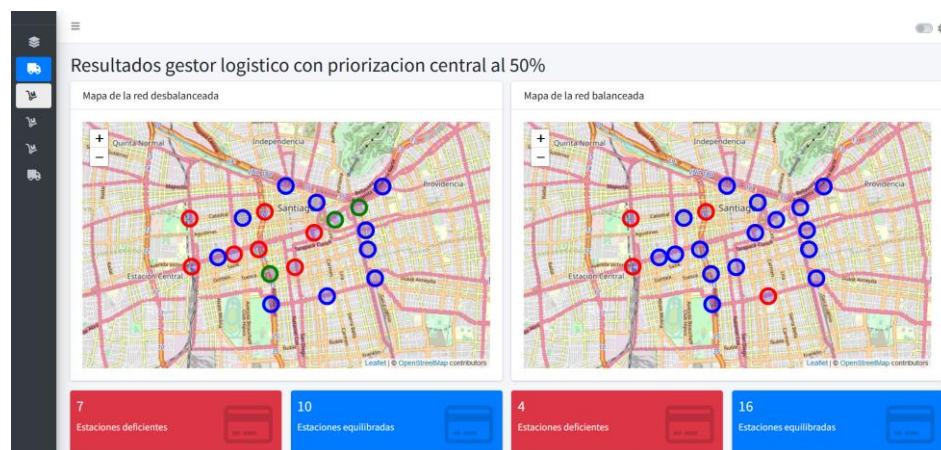 Resultados gestor logistico con priorizacion central al 50%
Mapa de la red desbalanceada
+
−
Quinta Normal
Independencia
Providencia
Santiag
Estación Central
Leaflet | © OpenStreetMap contributors
Mapa de la red balanceada
+
−
Quinta Normal
Independencia
Providencia
Santiag
Estación Central
Leaflet | © OpenStreetMap contributors
7
Estaciones deficientes
10
Estaciones equilibradas
4
Estaciones deficientes
16
Estaciones equilibradas